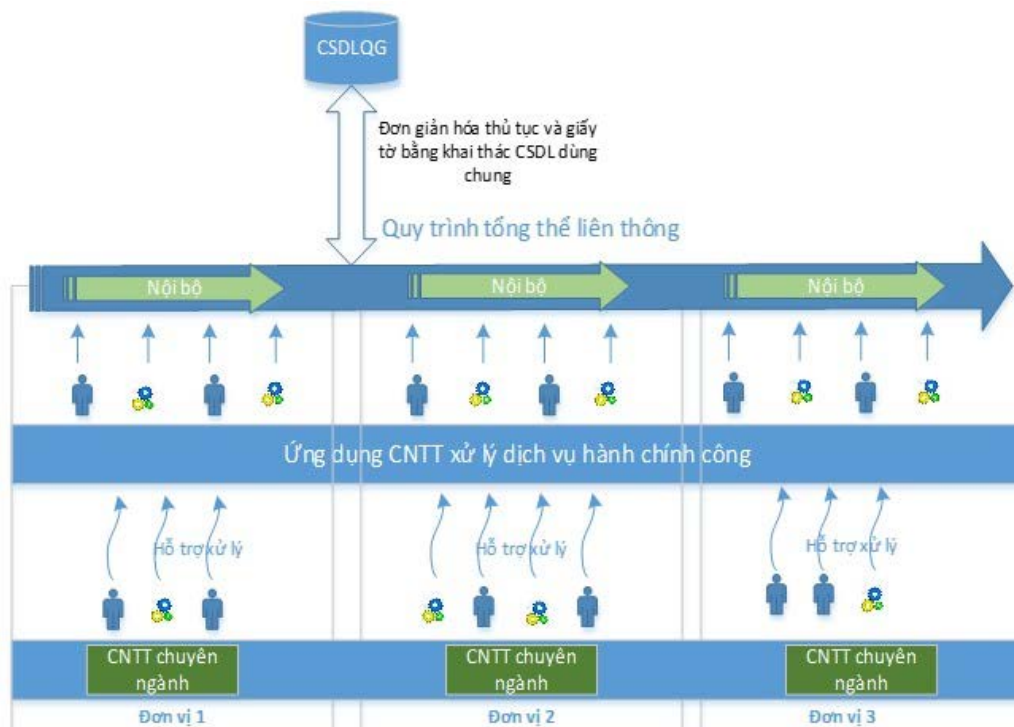 CSDLQG
Đơn giản hóa thủ tục và giấy
tờ bằng khai thác CSDL dùng
chung
Quy trình tổng thể liên thông
Nội bộ
Nội bộ
Nội bộ
Ứng dụng CNTT xử lý dịch vụ hành chính công
Hỗ trợ xử lý
Hỗ trợ xử lý
Hỗ trợ xử lý
CNTT chuyên
ngành
CNTT chuyên
ngành
CNTT chuyên
ngành
Đơn vị 1
Đơn vị 2
Đơn vị 3